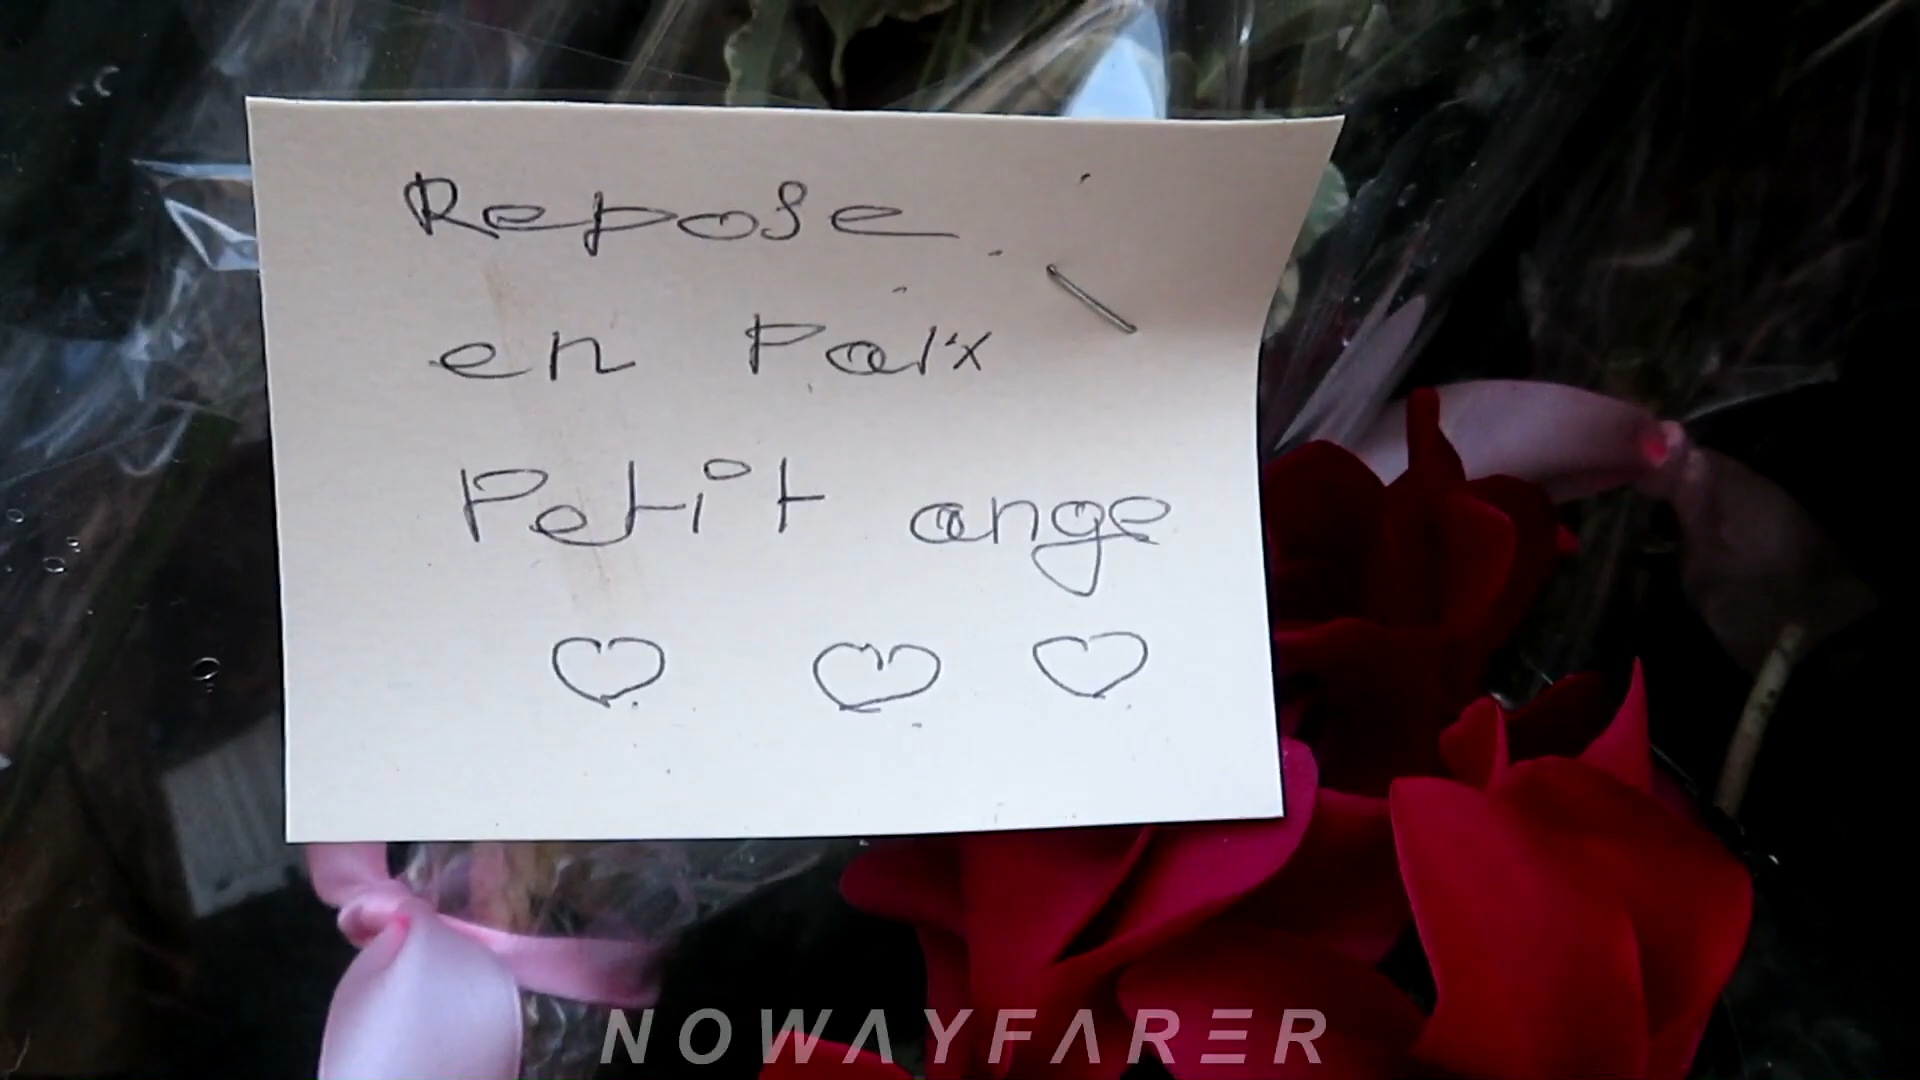 Repose
en Paix
Petit ange
♡ ♡ ♡
NOWAYFARER